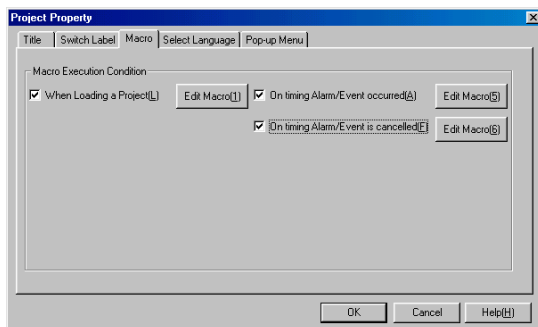 Project Property
Title Switch Label Macro Select Language Pop-up Menu
Macro Execution Condition
When Loading a Project(L) Edit Macro(1) On timing Alarm/Event occurred(A) Edit Macro(5)
On timing Alarm/Event is cancelled(F) Edit Macro(6)
OK Cancel Help(H)